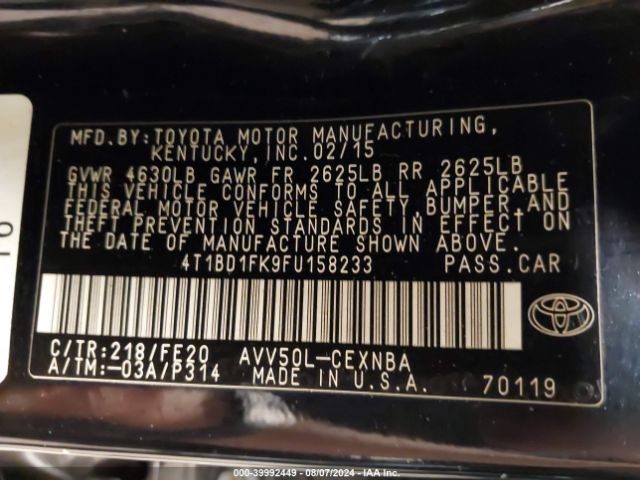 MFD.BY:TOYOTA MOTOR MANUFACTURING,
KENTUCKY,INC.02/15
GVWR 4630LB GAWR FR 2625LB RR 2625LB
THIS VEHICLE CONFORMS TO ALL APPLICABLE
FEDERAL MOTOR VEHICLE SAFETY,BUMPER AND
THEFT PREVENTION STANDARDS IN EFFECT ON
THE DATE OF MANUFACTURE SHOWN ABOVE.
4T1BD1FK9FU158233 PASS.CAR
C/TR:218/FE20 AVV50L-CEXNBA
A/TM:-03A/P314 MADE IN U.S.A. 70119
000-39992449 - 08/07/2024 - IAA Inc.